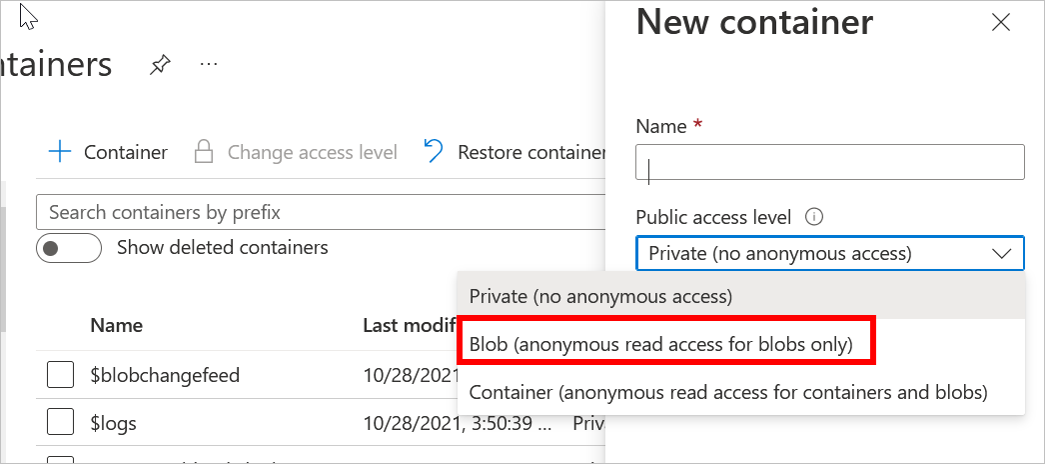 ntainers
...
Container
Change access level
Restore container
Search containers by prefix
Show deleted containers
Name
Last modif
$blobchangefeed
10/28/2021,
$logs
10/28/2021, 3:50:39 ...
Priva
New container
Name *
Public access level
Private (no anonymous access)
Private (no anonymous access)
Blob (anonymous read access for blobs only)
Container (anonymous read access for containers and blobs)